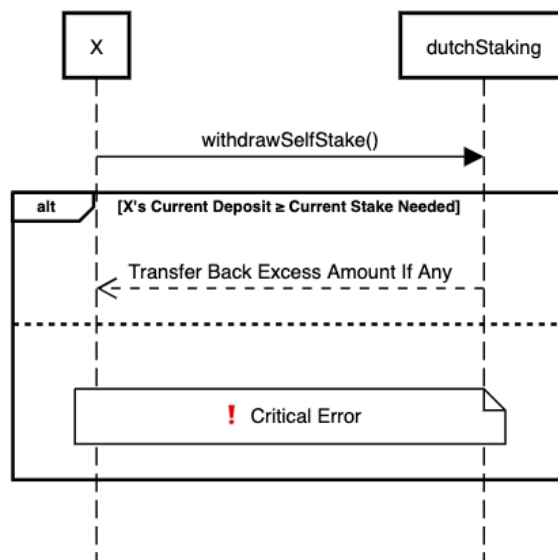 X
dutchStaking
withdrawSelfStake()
alt
[X's Current Deposit ≥ Current Stake Needed]
Transfer Back Excess Amount If Any
❗ Critical Error